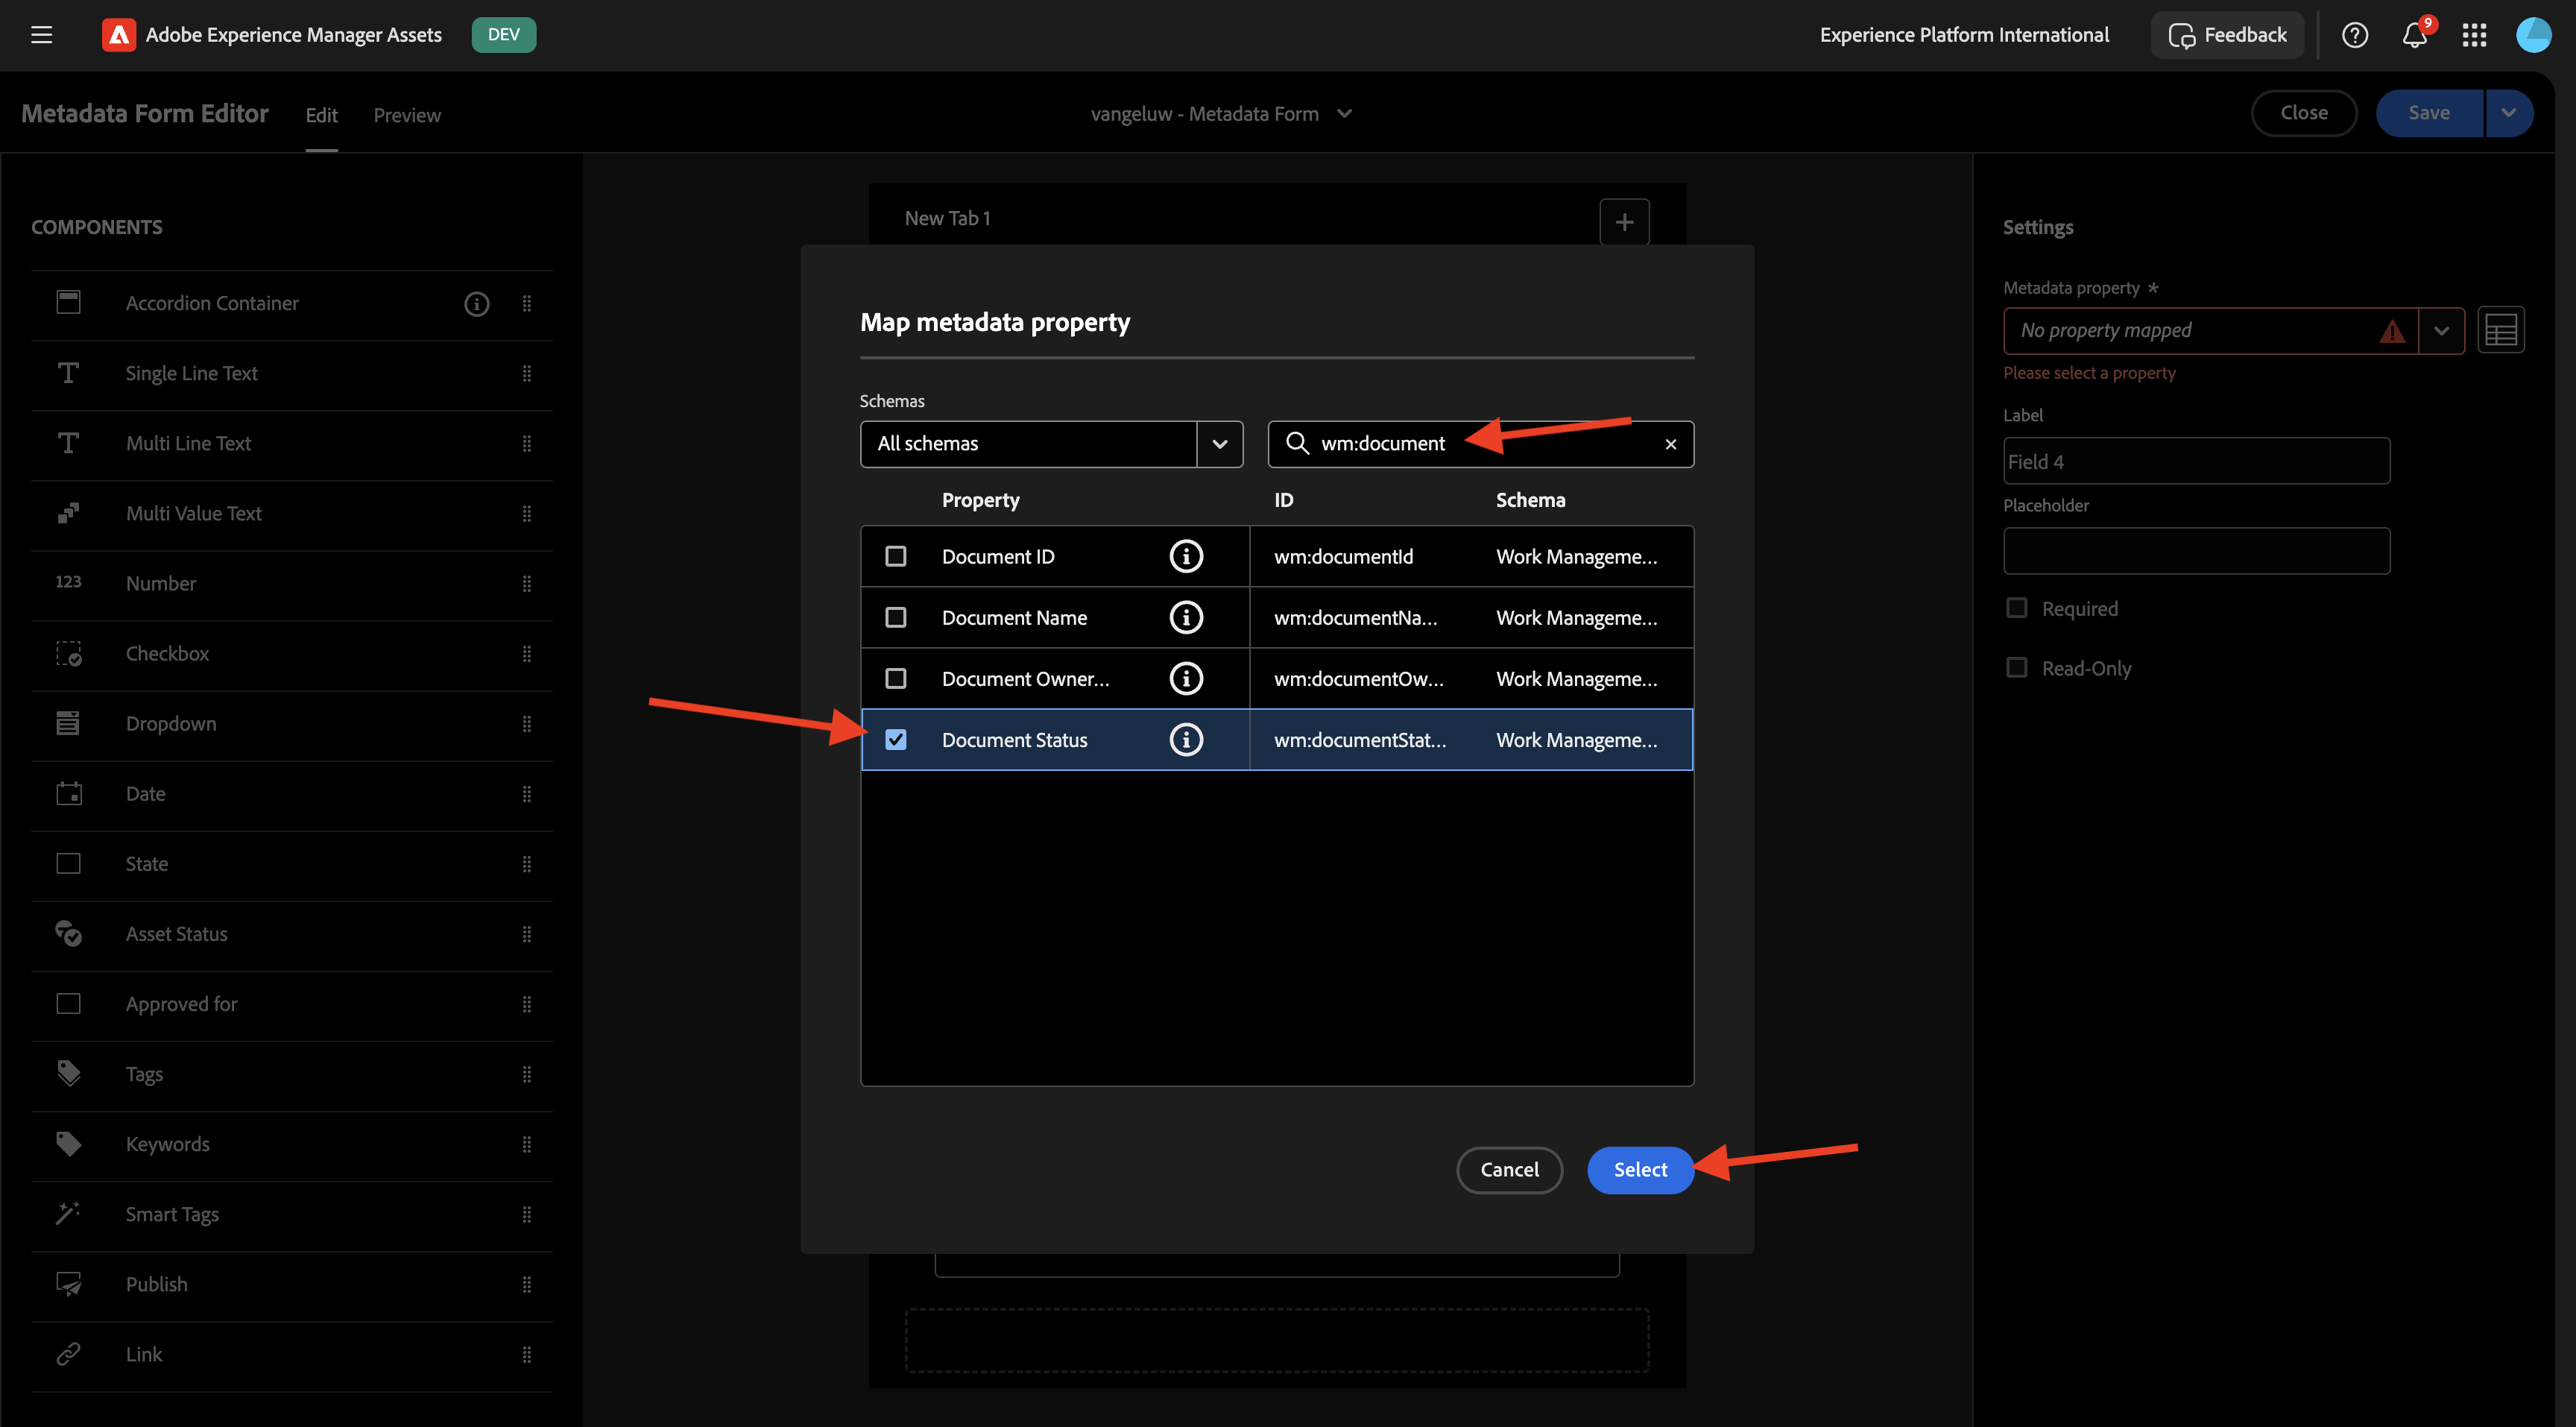 Adobe Experience Manager Assets
DEV
Experience Platform International
Feedback
9
Metadata Form Editor
Edit
Preview
vangeluw - Metadata Form
Close
Save
COMPONENTS
Accordion Container
Single Line Text
Multi Line Text
Multi Value Text
123
Number
Checkbox
Dropdown
Date
State
Asset Status
Approved for
Tags
Keywords
Smart Tags
Publish
Link
New Tab 1
Map metadata property
Schemas
All schemas
wm:document
Property
ID
Schema
Document ID
wm:documentId
Work Manageme...
Document Name
wm:documentNa...
Work Manageme...
Document Owner...
wm:documentOw...
Work Manageme...
Document Status
wm:documentStat...
Work Manageme...
Cancel
Select
Settings
Metadata property *
No property mapped
Please select a property
Label
Field 4
Placeholder
Required
Read-Only